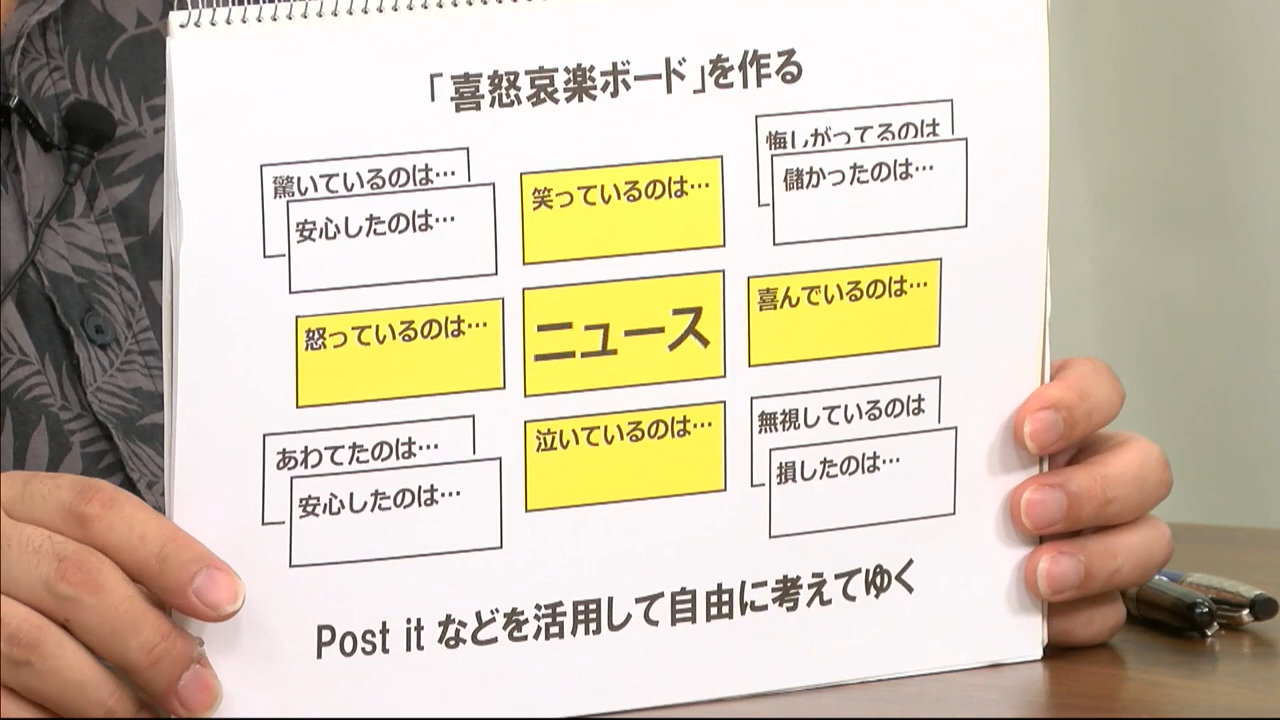 「喜怒哀楽ボード」を作る
驚いているのは…
安心したのは…
笑っているのは…
悔しがってるのは
儲かったのは…
怒っているのは…
ニュース
喜んでいるのは…
あわてたのは…
安心したのは…
泣いているのは…
無視しているのは
損したのは…
Post it などを活用して自由に考えてゆく